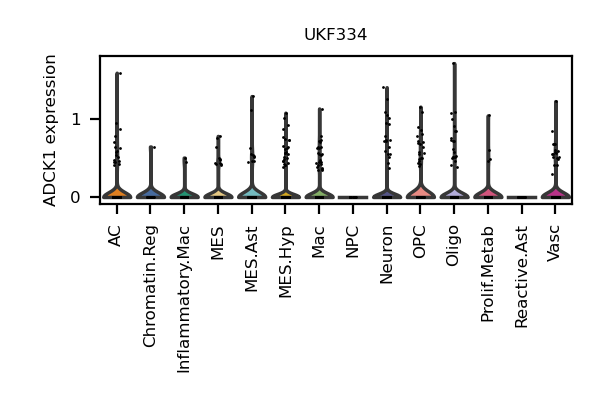 UKF334
ADCK1 expression
1
0
AC
Chromatin.Reg
Inflammatory.Mac
MES
MES.Ast
MES.Hyp
Mac
NPC
Neuron
OPC
Oligo
Prolif.Metab
Reactive.Ast
Vasc